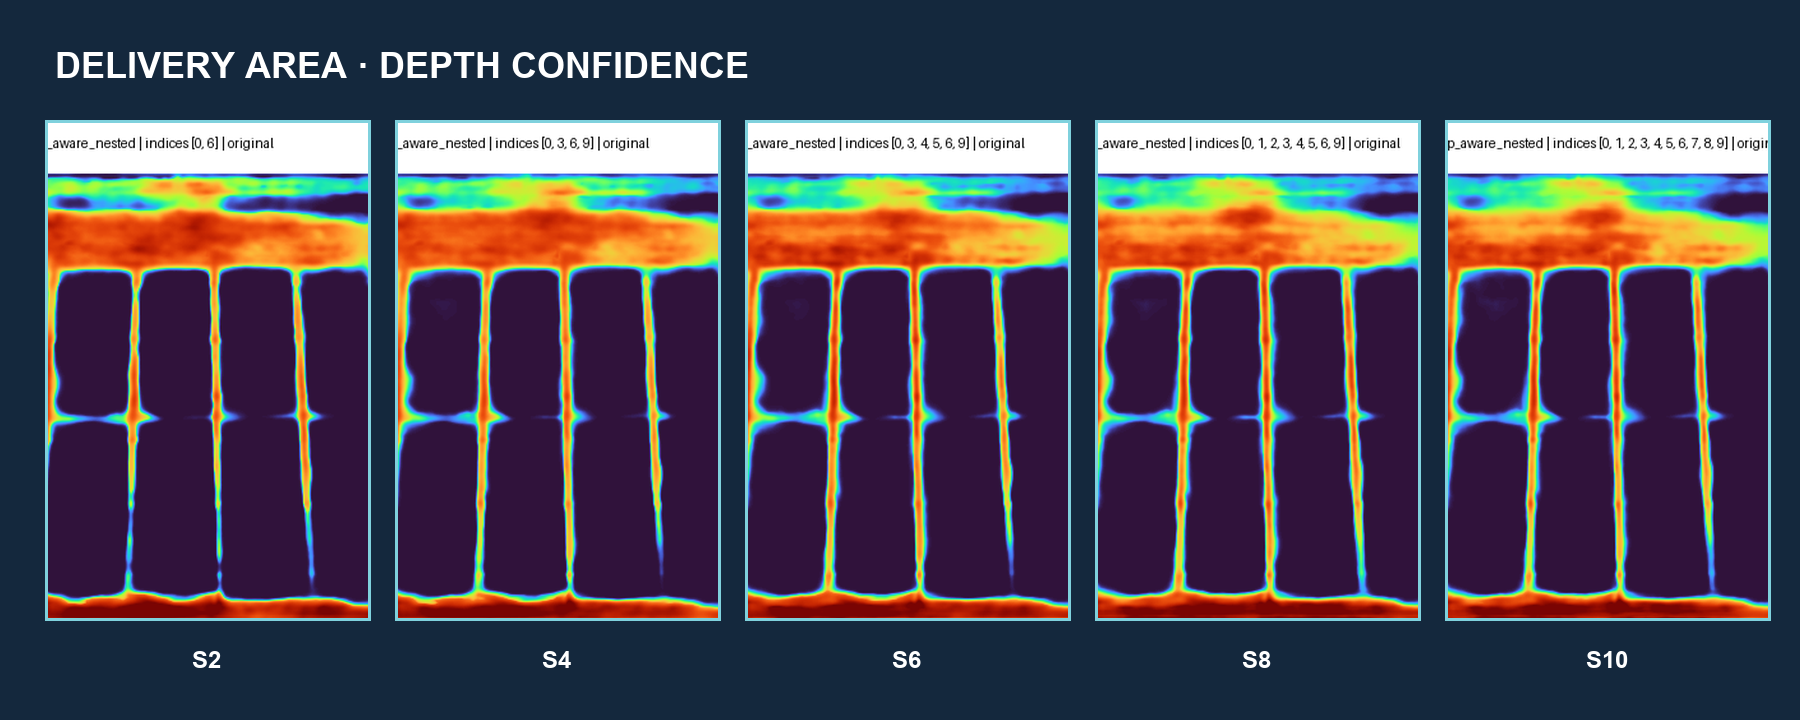 DELIVERY AREA · DEPTH CONFIDENCE
_aware_nested | indices [0, 6] | original
_aware_nested | indices [0, 3, 6, 9] | original
_aware_nested | indices [0, 3, 4, 5, 6, 9] | original
_aware_nested | indices [0, 1, 2, 3, 4, 5, 6, 9] | original
p_aware_nested | indices [0, 1, 2, 3, 4, 5, 6, 7, 8, 9] | origin
S2
S4
S6
S8
S10